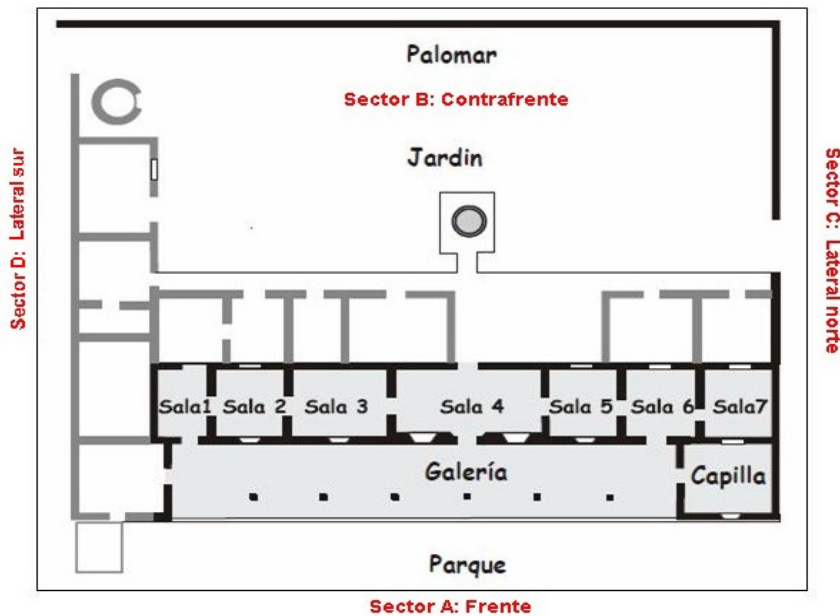 Palomar
Sector B: Contrafrente
Jardin
Sector D: Lateral sur
Sector C: Lateral norte
Sala1
Sala 2
Sala 3
Sala 4
Sala 5
Sala 6
Sala7
Galería
Capilla
Parque
Sector A: Frente